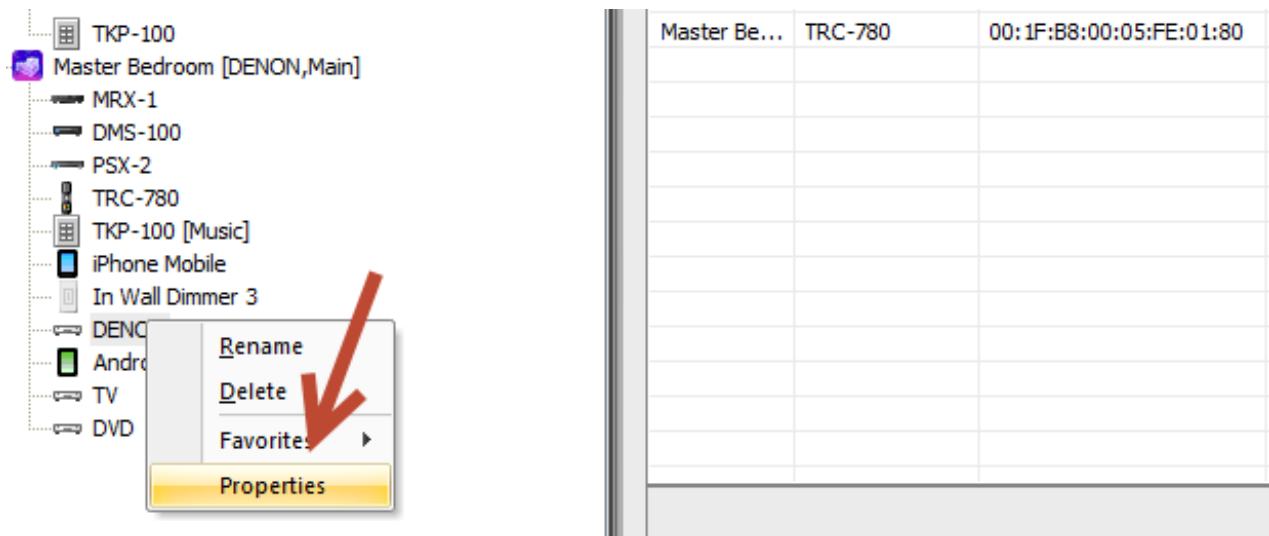 TKP-100
Master Bedroom [DENON,Main]
MRX-1
DMS-100
PSX-2
TRC-780
TKP-100 [Music]
iPhone Mobile
In Wall Dimmer 3
DENO
Andro
TV
DVD
Rename
Delete
Favorites
Properties
Master Be... TRC-780 00:1F:B8:00:05:FE:01:80